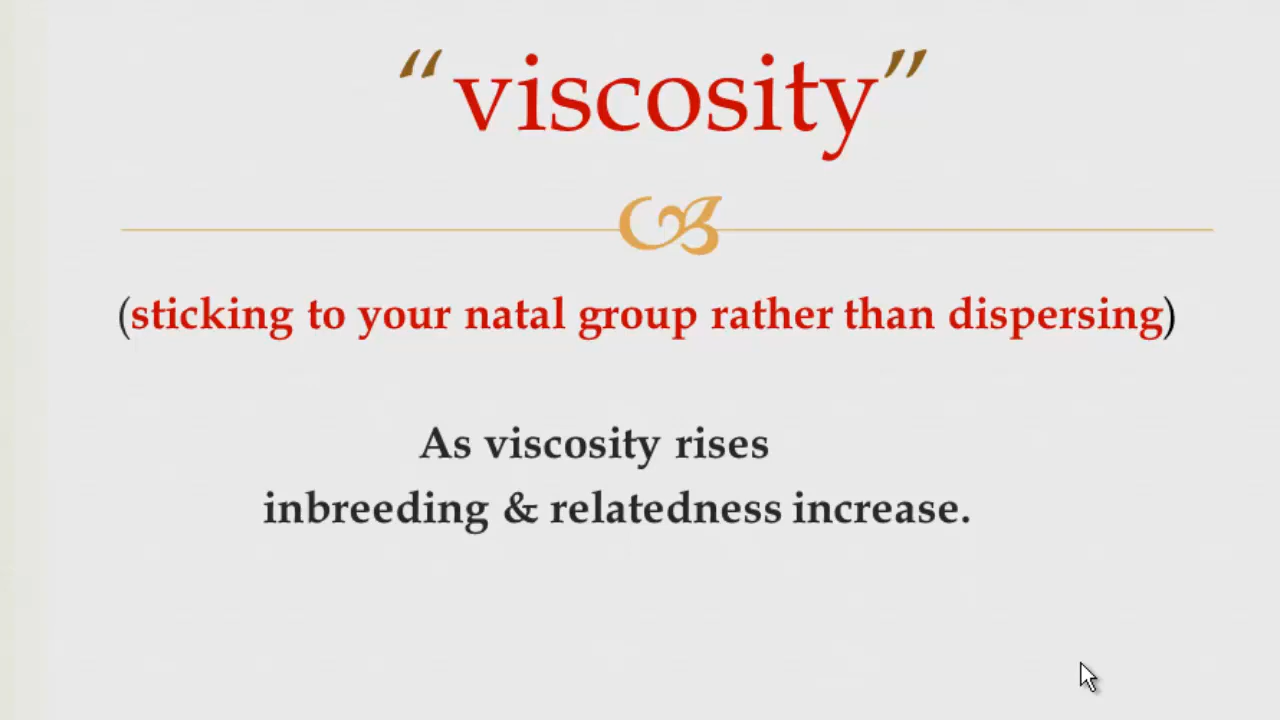 “viscosity”
(sticking to your natal group rather than dispersing)
As viscosity rises
inbreeding & relatedness increase.